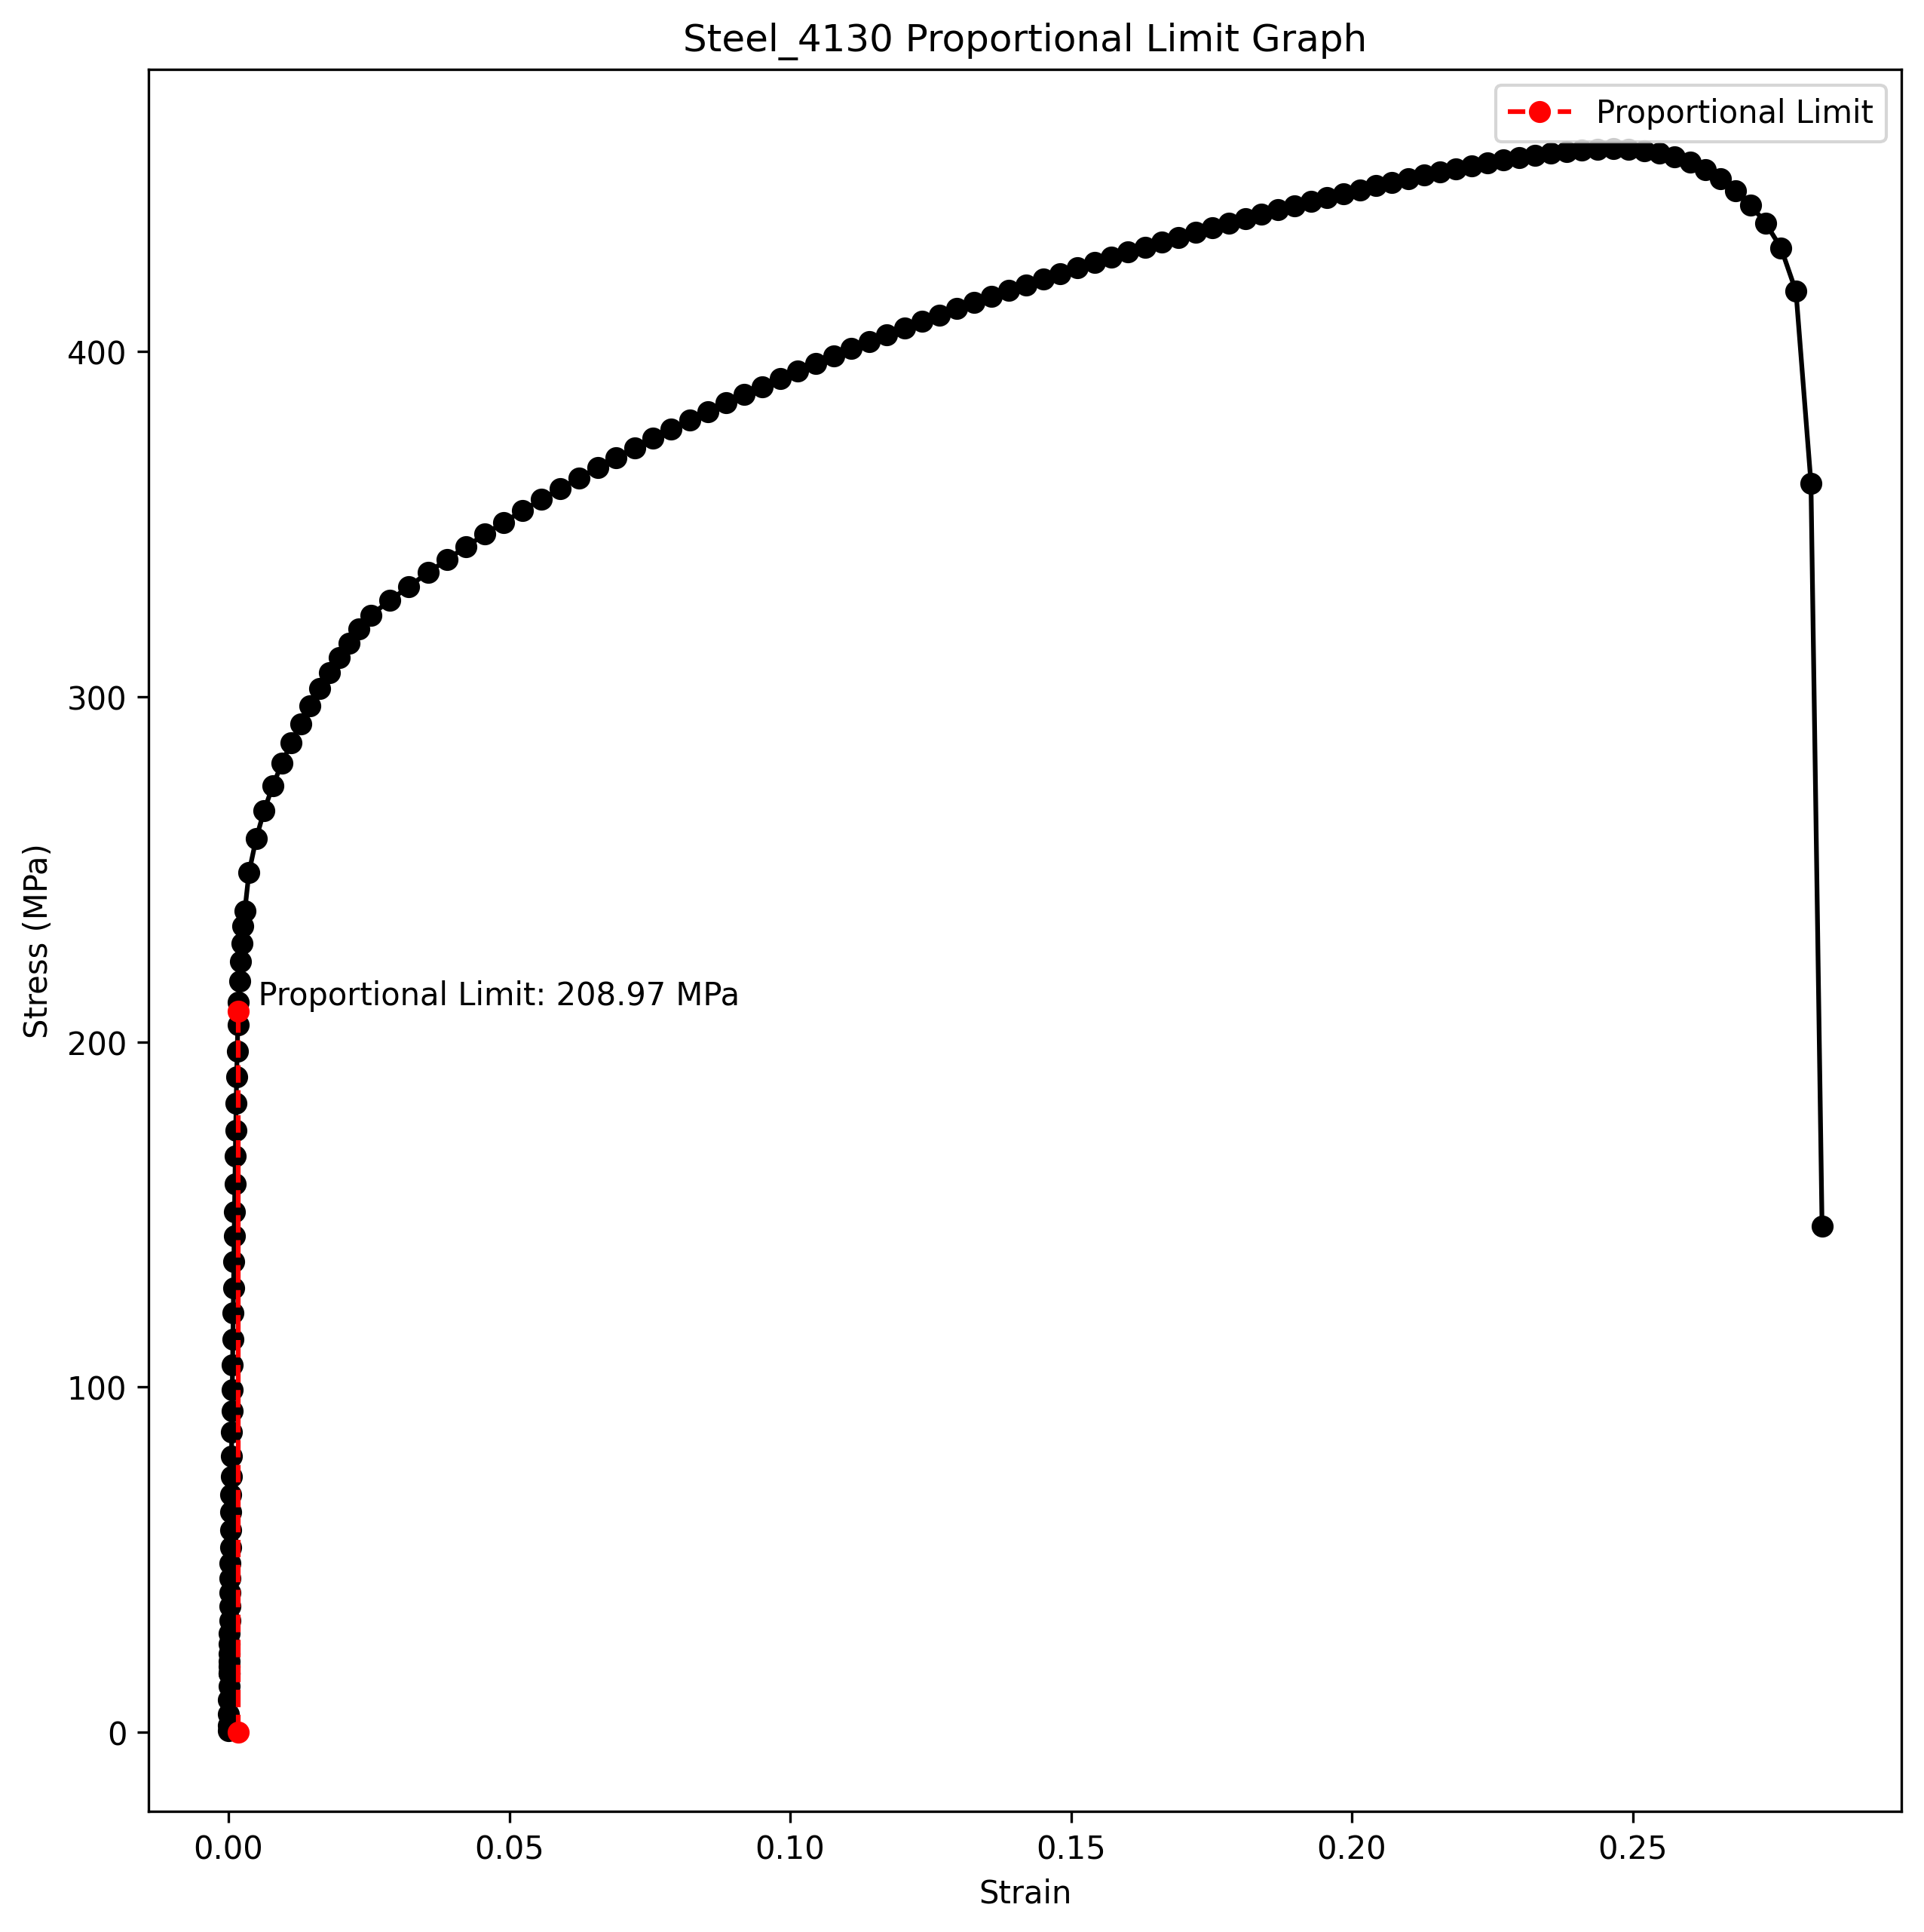 Steel_4130 Proportional Limit Graph
Proportional Limit
400
300
200
100
0
Stress (MPa)
Proportional Limit: 208.97 MPa
0.00 0.05 0.10 0.15 0.20 0.25
Strain